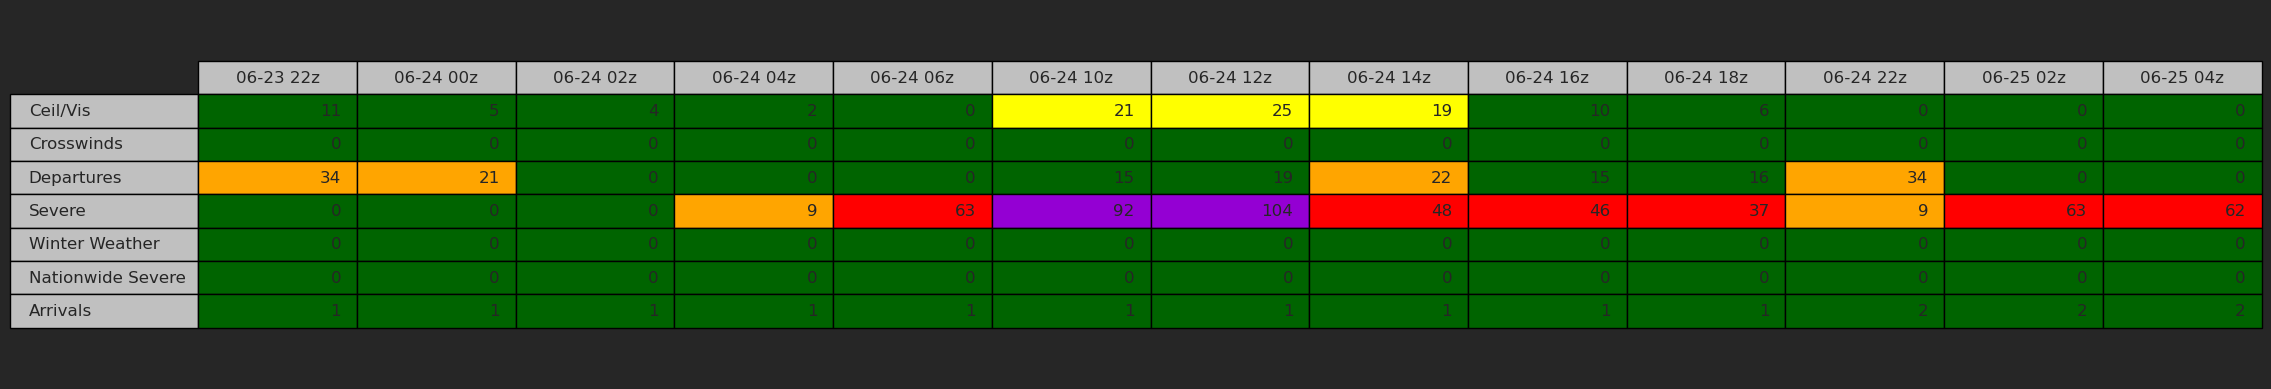 06-23 22z 06-24 00z 06-24 02z 06-24 04z 06-24 06z 06-24 10z 06-24 12z 06-24 14z 06-24 16z 06-24 18z 06-24 22z 06-25 02z 06-25 04z
Ceil/Vis 11 5 4 2 0 21 25 19 10 6 0 0 0
Crosswinds 0 0 0 0 0 0 0 0 0 0 0 0 0
Departures 34 21 0 0 0 15 19 22 15 16 34 0 0
Severe 0 0 0 9 63 92 104 48 46 37 9 63 62
Winter Weather 0 0 0 0 0 0 0 0 0 0 0 0 0
Nationwide Severe 0 0 0 0 0 0 0 0 0 0 0 0 0
Arrivals 1 1 1 1 1 1 1 1 1 1 2 2 2